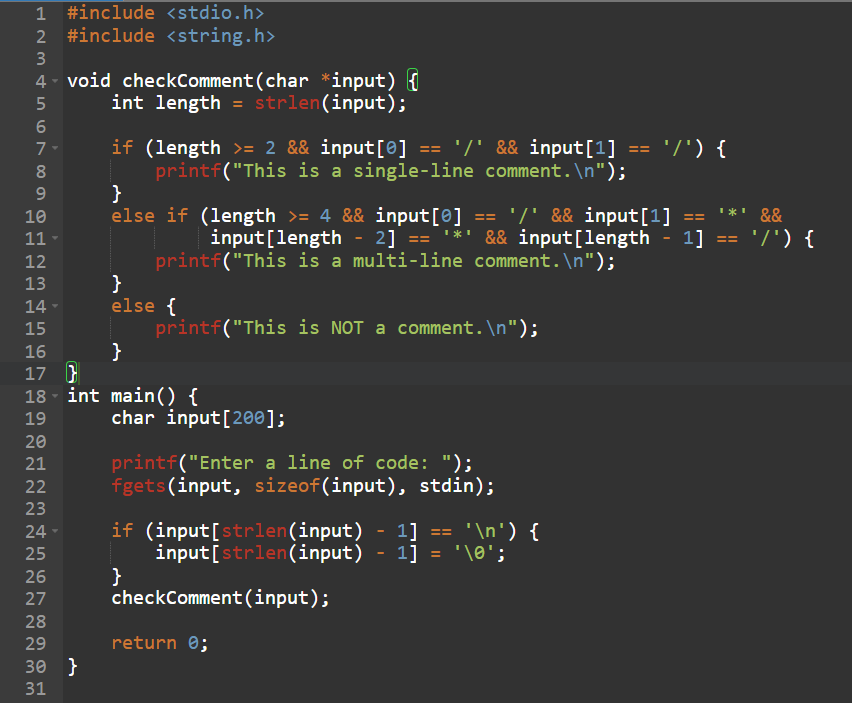 1 #include <stdio.h>
2 #include <string.h>
3
4 void checkComment(char *input) {
5     int length = strlen(input);
6
7     if (length >= 2 && input[0] == '/' && input[1] == '/') {
8         printf("This is a single-line comment.\n");
9     }
10     else if (length >= 4 && input[0] == '/' && input[1] == '*' &&
11              input[length - 2] == '*' && input[length - 1] == '/') {
12         printf("This is a multi-line comment.\n");
13     }
14     else {
15         printf("This is NOT a comment.\n");
16     }
17 }
18 int main() {
19     char input[200];
20
21     printf("Enter a line of code: ");
22     fgets(input, sizeof(input), stdin);
23
24     if (input[strlen(input) - 1] == '\n') {
25         input[strlen(input) - 1] = '\0';
26     }
27     checkComment(input);
28
29     return 0;
30 }
31